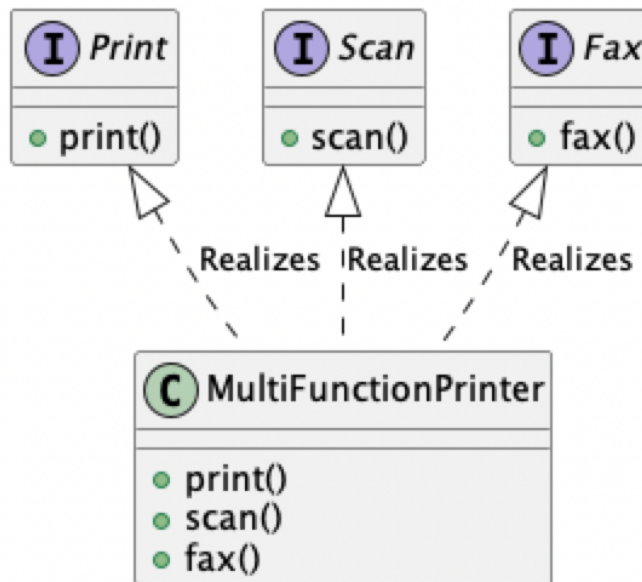 I Print
I Scan
I Fax
print()
scan()
fax()
Realizes
Realizes
Realizes
C MultiFunctionPrinter
print()
scan()
fax()